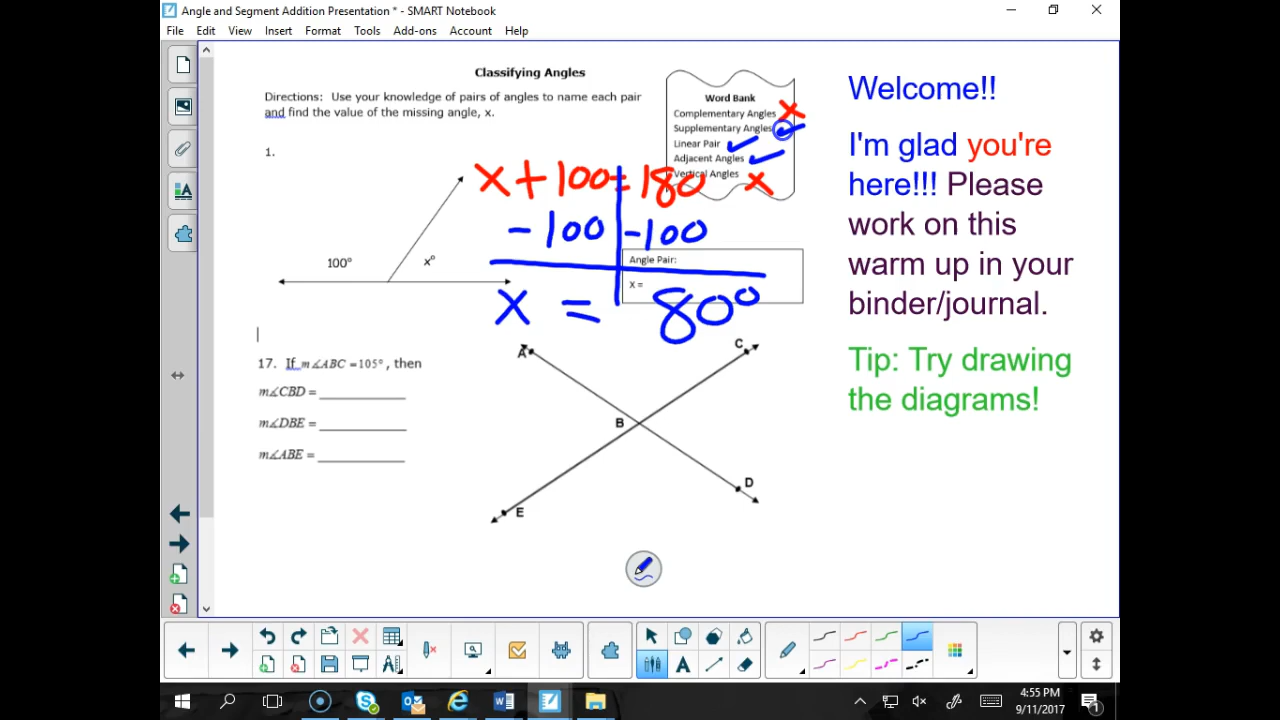 Angle and Segment Addition Presentation * - SMART Notebook
File Edit View Insert Format Tools Add-ons Account Help
Classifying Angles
Directions: Use your knowledge of pairs of angles to name each pair
and find the value of the missing angle, x.
Word Bank
Complementary Angles x
Supplementary Angles ✓
Linear Pair ✓
Adjacent Angles ✓
Vertical Angles x
1.
x + 100 = 180
- 100 - 100
x = 80°
100° x°
Angle Pair:
X =
17. If m∡ABC = 105°, then
m∡CBD = ____________
m∡DBE = ____________
m∡ABE = ____________
A C
B
D
E
Welcome!!
I'm glad you're
here!!! Please
work on this
warm up in your
binder/journal.
Tip: Try drawing
the diagrams!
4:55 PM
9/11/2017
1